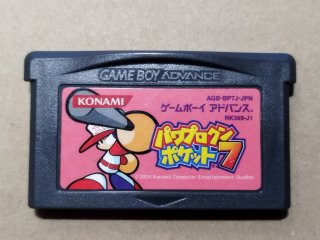 GAME BOY ADVANCE
KONAMI
AGB-BP7J-JPN
ゲームボーイ アドバンス
RK369-J1
パワプロクン
ポケット7
©2004 Konami Computer Entertainment Studios